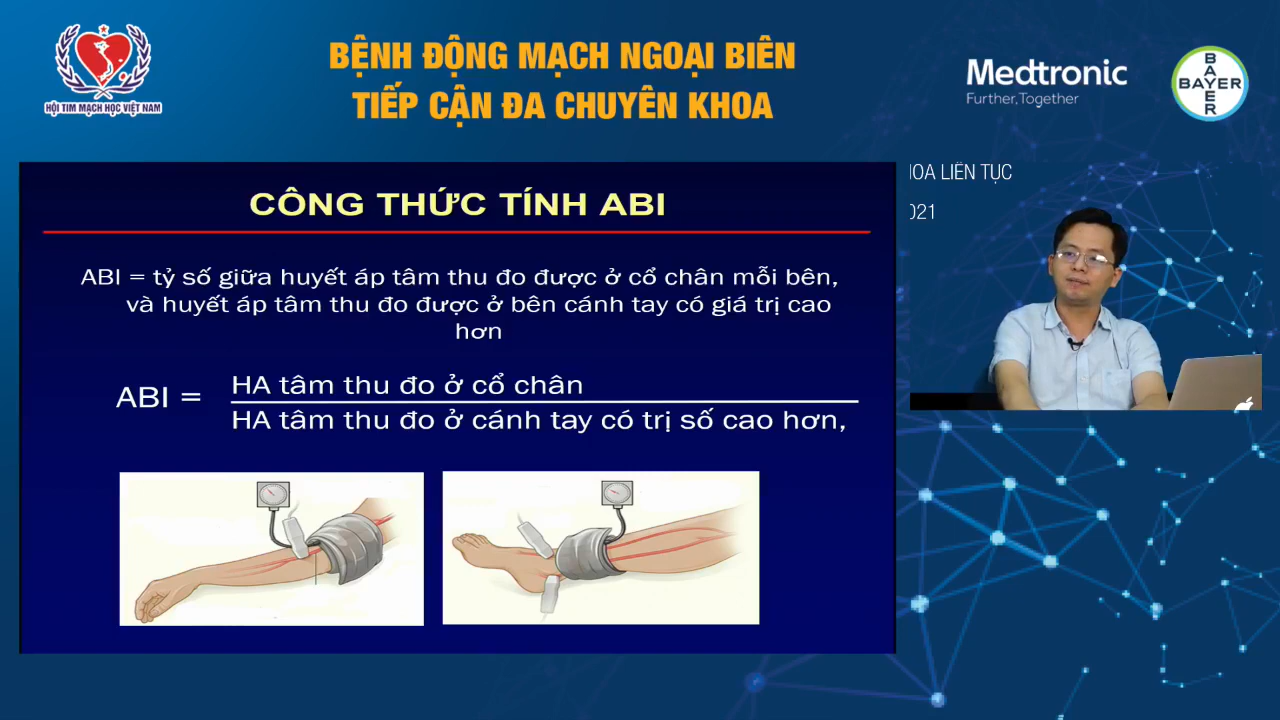 HỘI TIM MẠCH HỌC VIỆT NAM
BỆNH ĐỘNG MẠCH NGOẠI BIÊN
TIẾP CẬN ĐA CHUYÊN KHOA
Medtronic
Further, Together
BAYER
BAYER
CÔNG THỨC TÍNH ABI
ABI = tỷ số giữa huyết áp tâm thu đo được ở cổ chân mỗi bên,
và huyết áp tâm thu đo được ở bên cánh tay có giá trị cao
hơn
ABI =
HA tâm thu đo ở cổ chân
HA tâm thu đo ở cánh tay có trị số cao hơn,
LIÊN TỤC